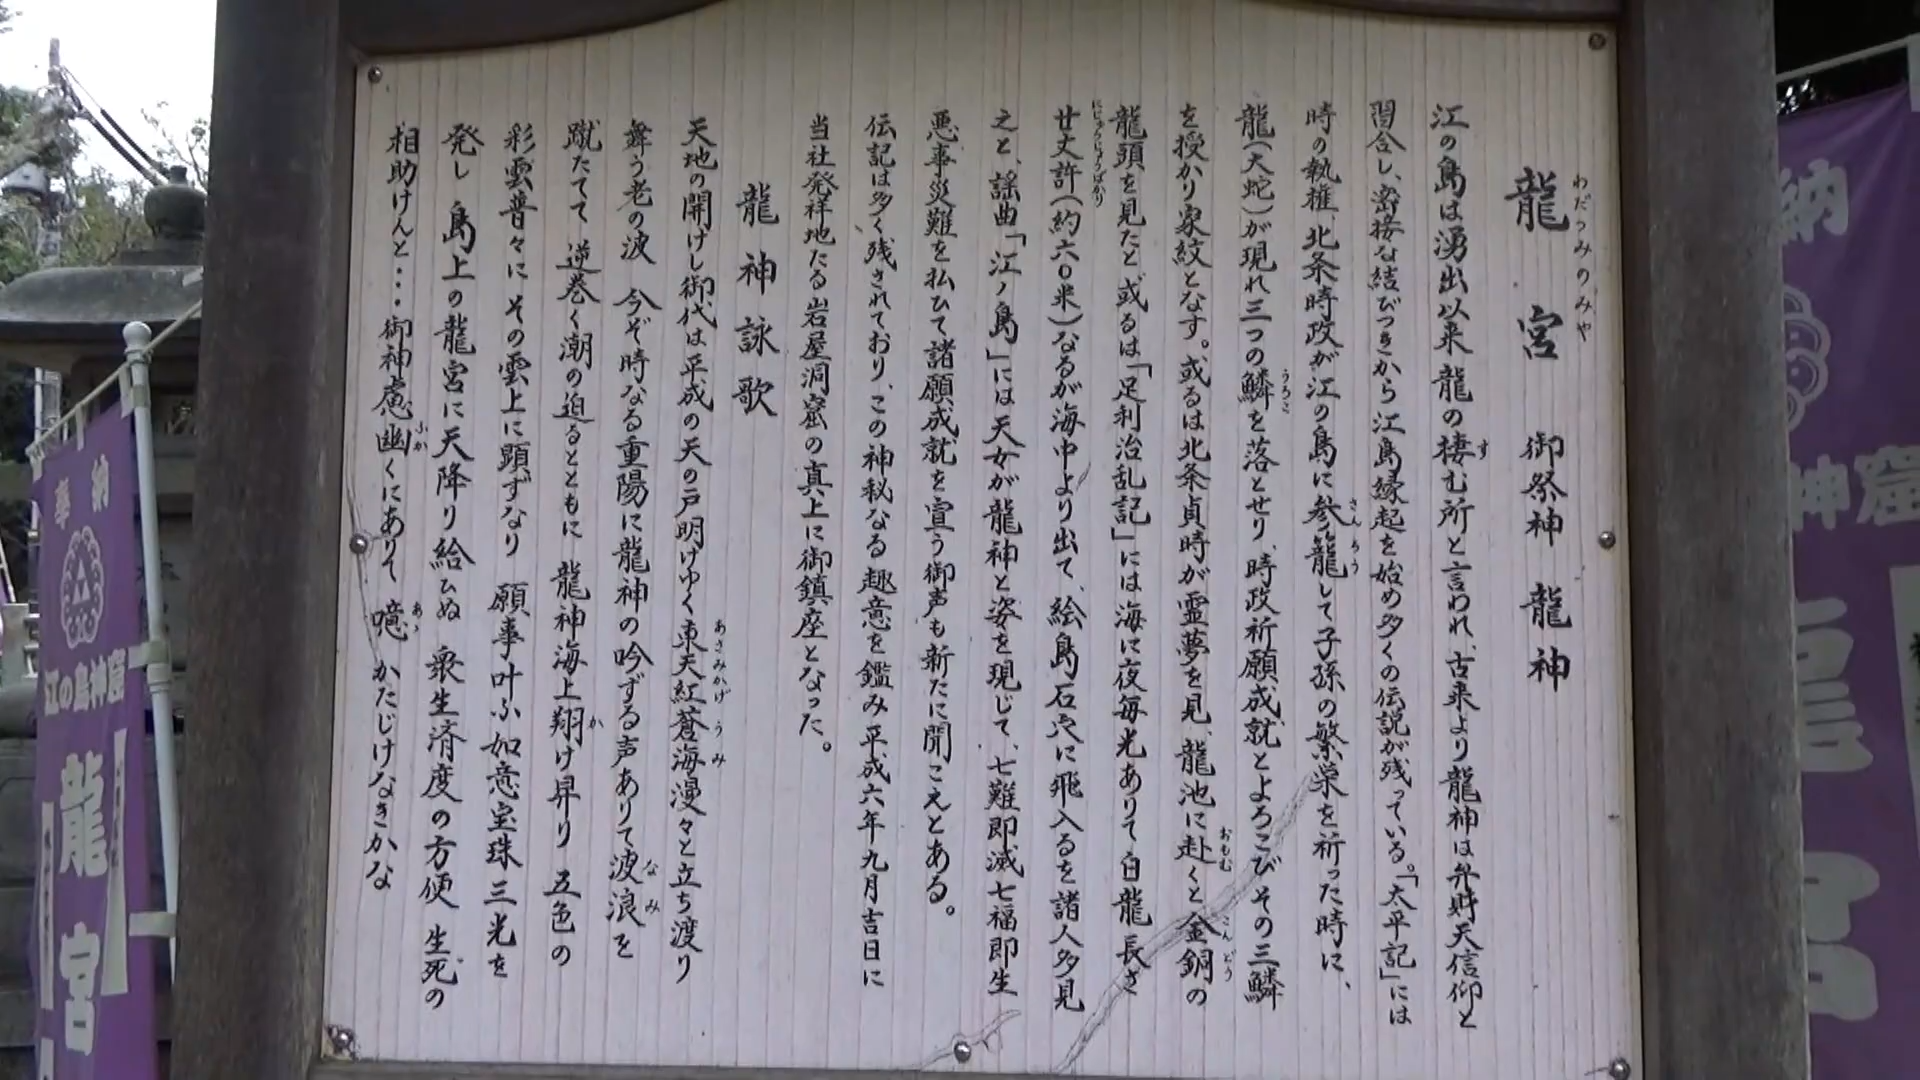 龍宮 御祭神 龍神
わだつみのみや
江の島は湧出以来龍の棲む所と言われ、古来より龍神は弁財天信仰と
習合し、密接な結びつきから江島縁起を始め多くの伝説が残っている。「太平記」には
時の執権、北条時政が江の島に参籠して子孫の繁栄を祈った時に、
龍(大蛇)が現れ三つの鱗を落とせり、時政祈願成就とよろこびその三鱗
を授かり家紋となす。或るは北条貞時が霊夢を見、龍池に赴くと金銅の
龍頭を見たと或るは「足利治乱記」には海に夜毎光ありて白龍長さ
廿丈許(約六〇米)なるが海中より出て、絵島石穴に飛入るを諸人多見
之と、謡曲「江ノ島」には天女が龍神と姿を現じて、七難即滅七福即生
悪事災難を払ひて諸願成就を宣う御声も新たに聞こえとある。
伝記は多く残されており、この神秘なる趣意を鑑み平成六年九月吉日に
当社発祥地たる岩屋洞窟の真上に御鎮座となった。
龍神詠歌
天地の開けし御代は平成の天の戸明けゆく東天紅蒼海漫々と立ち渡り
舞う老の波 今ぞ時なる重陽に龍神の吟ずる声ありて波浪を
蹴たてて 逆巻く潮の迫るとともに 龍神海上翔け昇り 五色の
彩雲普々に その雲上に顕ずなり 願事叶ふ如意宝珠三光を
発し 島上の龍宮に天降り給ひぬ 衆生済度の方便 生死の
相助けんと…御神慮幽くにありて 噫 かたじけなきかな
奉納
江の島神窟
龍宮
納
神窟
龍宮